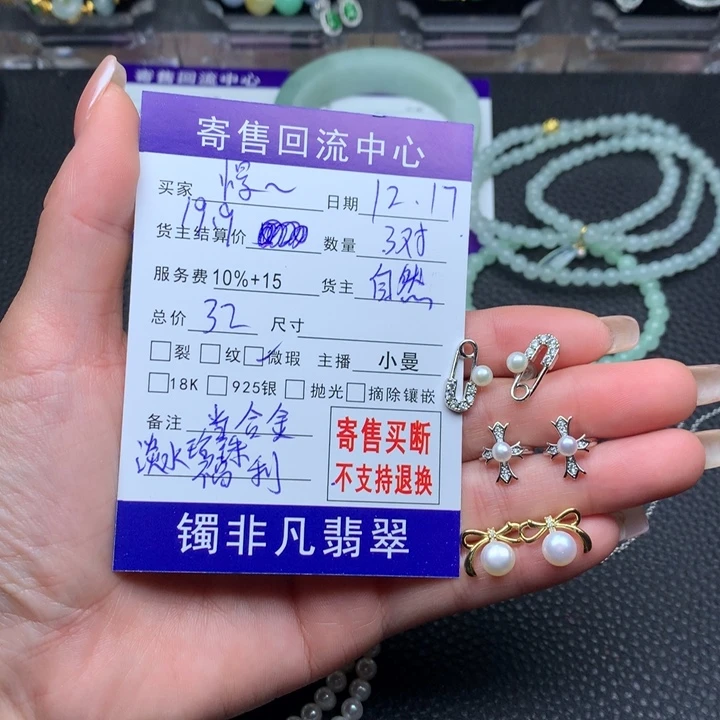 寄售回流中心
寄售回流中心
买家 惸~ 日期 12.17
19.9
货主结算价 数量 3对
服务费 10%+15 货主 自然
总价 32 尺寸
裂 纹 微瑕 主播 小曼
18K 925银 抛光 摘除镶嵌
备注 当合金
淡水珍珠
福利
寄售买断
不支持退换
镯非凡翡翠